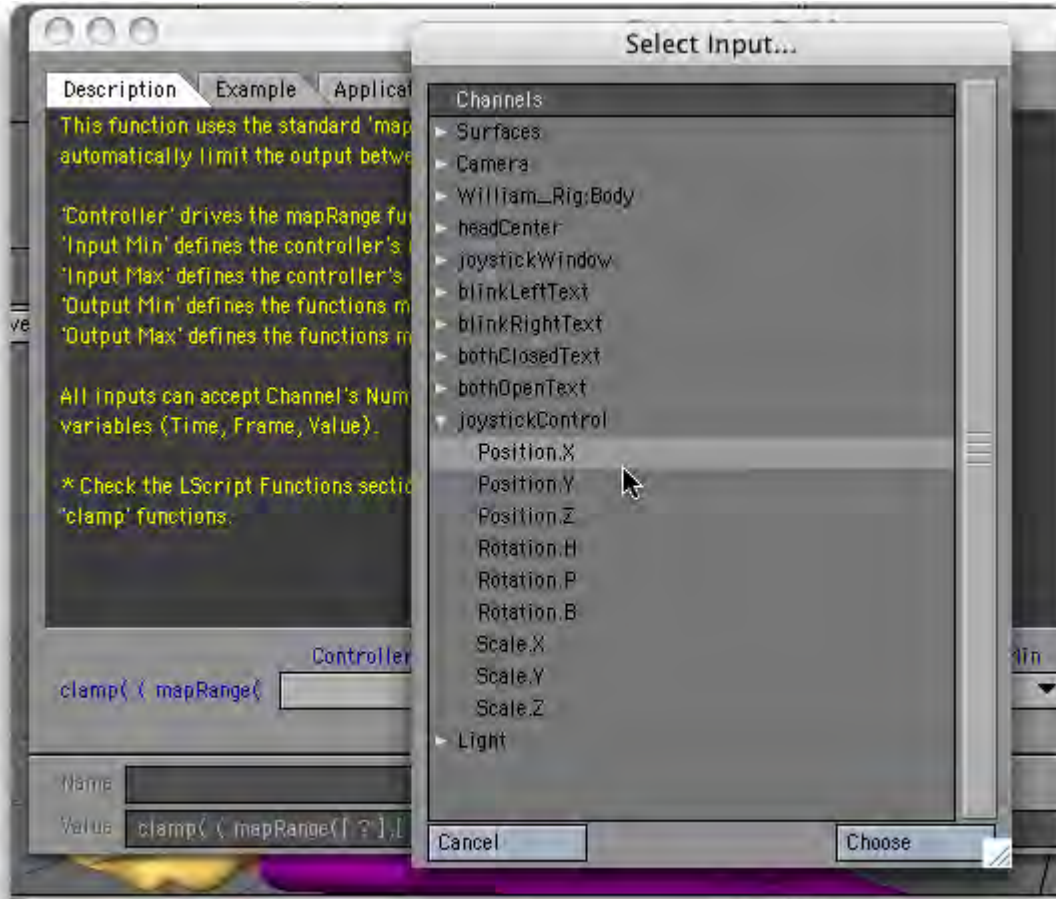 Select Input...
Description
Example
Applicat
This function uses the standard 'map
automatically limit the output betwe
'Controller' drives the mapRange fu
'Input Min' defines the controller's
'Input Max' defines the controller's
'Output Min' defines the functions m
'Output Max' defines the functions m
All inputs can accept Channel's Num
variables (Time, Frame, Value).
* Check the LScript Functions sectio
'clamp' functions.
Controller
clamp( ( mapRange(
Name
Value
clamp( ( mapRange([ ? ],[
ve
Channels
Surfaces
Camera
William_Rig:Body
headCenter
joystickWindow
blinkLeftText
blinkRightText
bothClosedText
bothOpenText
joystickControl
Position.X
Position.Y
Position.Z
Rotation.H
Rotation.P
Rotation.B
Scale.X
Scale.Y
Scale.Z
Light
Cancel
Choose